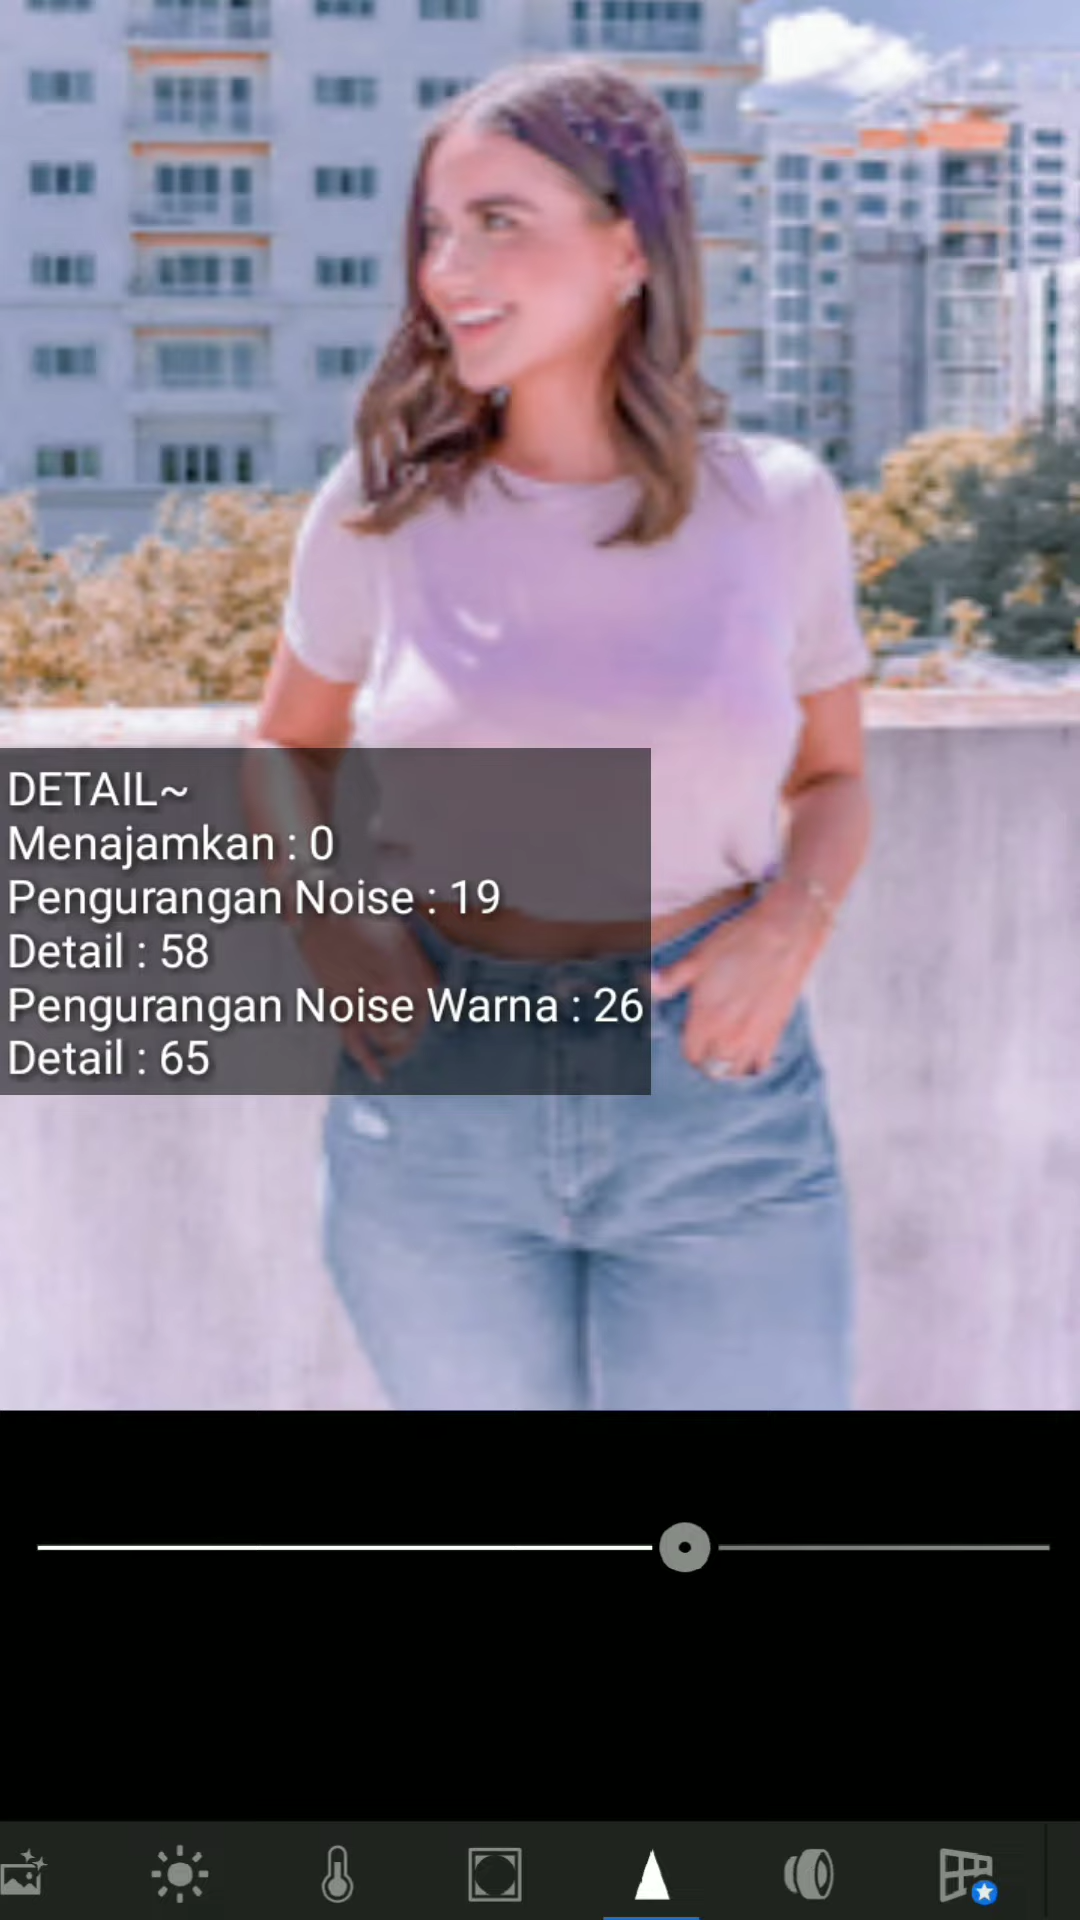 DETAIL~
Menajamkan : 0
Pengurangan Noise : 19
Detail : 58
Pengurangan Noise Warna : 26
Detail : 65